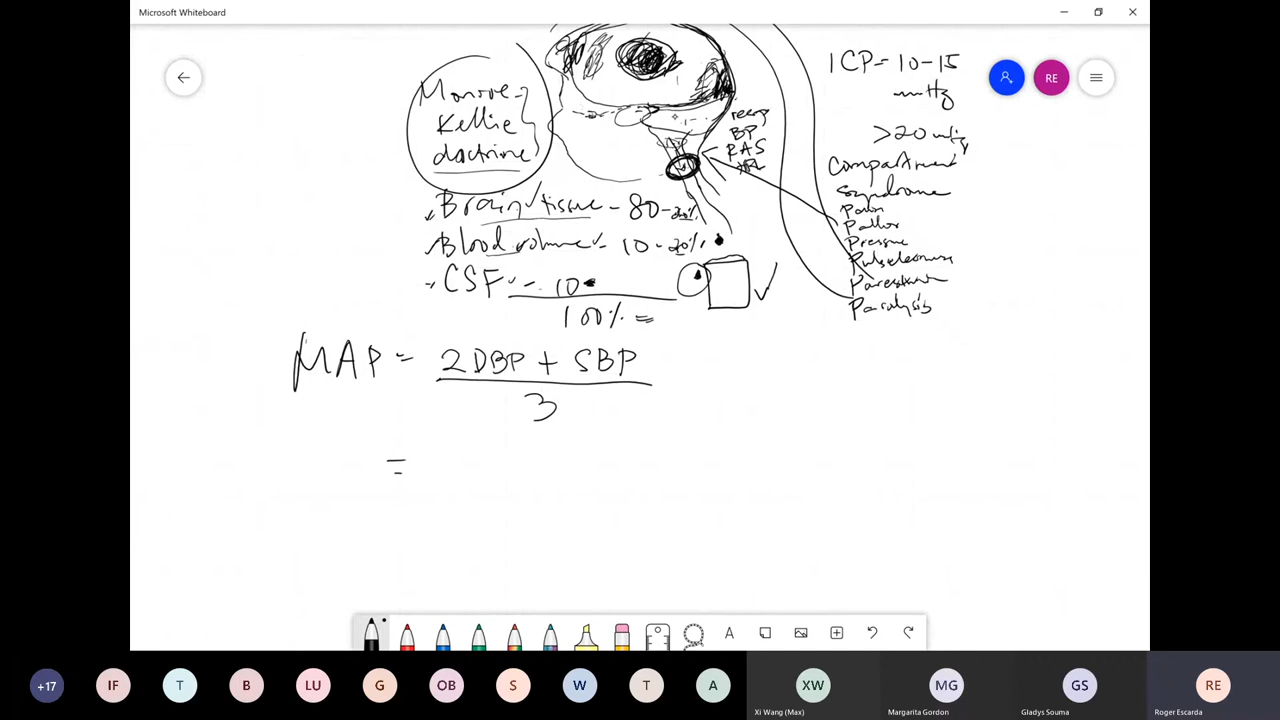 Microsoft Whiteboard
ICP = 10-15
mmHg
RE
>20 mmHg
Monroe-
Kellie
doctrine
resp
BP
RAS
Compartment
Syndrome
Pain
Pallor
Pressure
Pulselessness
Paresthesia
Paralysis
Brain/tissue - 80-
Blood volume - 10-20%
CSF - 10
100% =
MAP = 2DBP + SBP
3
=
A
+17
IF
T
B
LU
G
OB
S
W
T
A
XW
Xi Wang (Max)
MG
Margarita Gordon
GS
Gladys Souma
RE
Roger Escarda